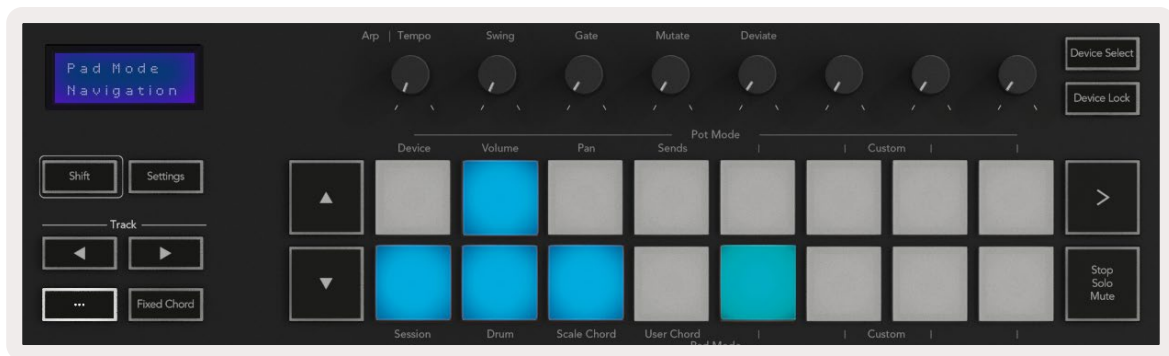 Arp | Tempo Swing Gate Mutate Deviate
Pad Mode
Navigation
Device Select
Device Lock
Pot Mode
Device Volume Pan Sends | | Custom | |
Shift Settings
▲ >
Track
◀ ▶
▼ Stop
Solo
Mute
... Fixed Chord
Session Drum Scale Chord User Chord | | Custom | |
Pad Mode